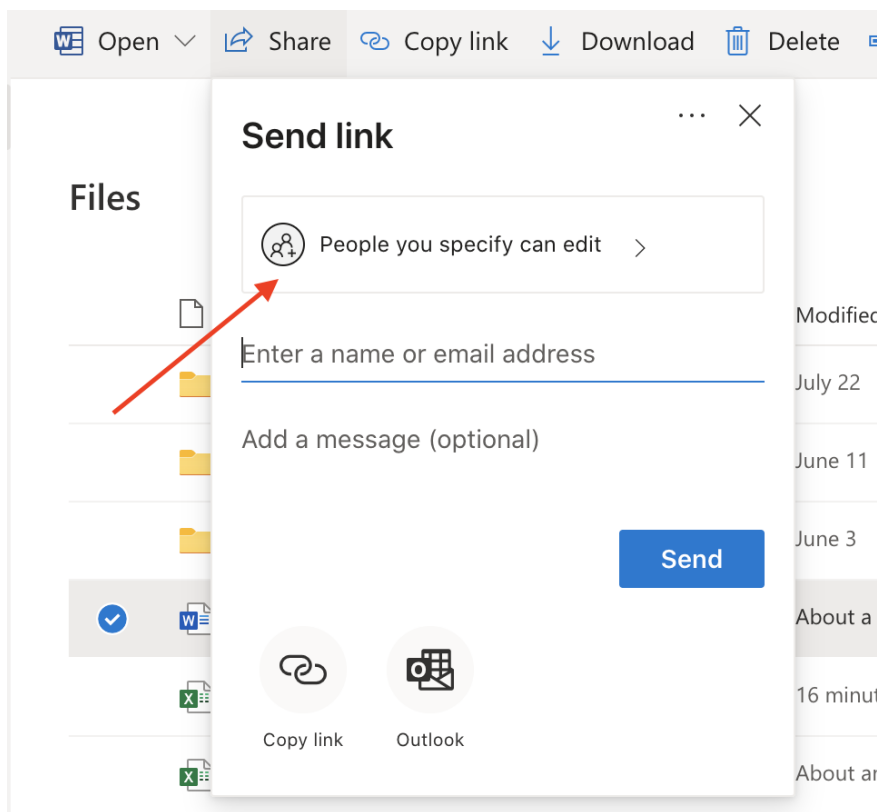 Open Share Copy link Download Delete
Send link
Files
People you specify can edit
Modified
Enter a name or email address
July 22
Add a message (optional)
June 11
June 3
Send
About a
16 minut
Copy link Outlook
About an